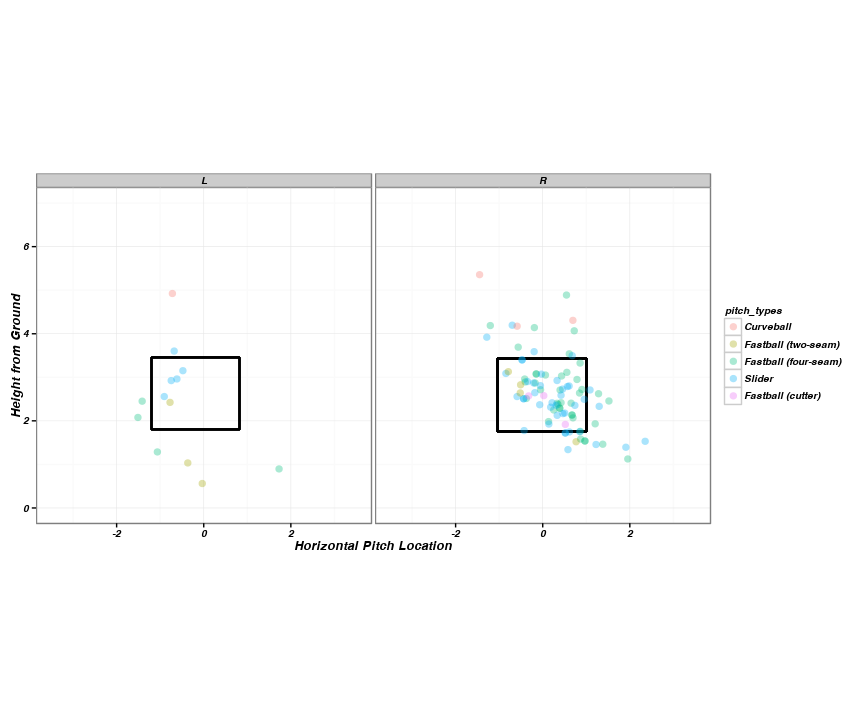 L
R
Height from Ground
6
4
2
0
-2
0
2
-2
0
2
Horizontal Pitch Location
pitch_types
Curveball
Fastball (two-seam)
Fastball (four-seam)
Slider
Fastball (cutter)